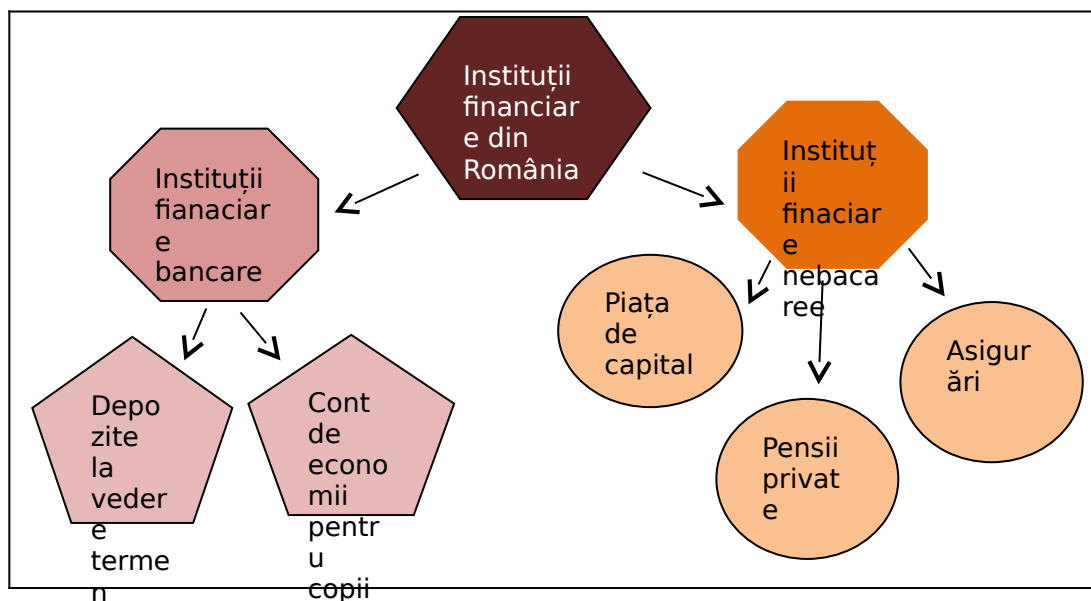 Instituții
financiar
e din
România
Instituții
fianaciar
e
bancare
Instituț
ii
finaciar
e
nebaca
ree
Depo
zite
la
veder
e
terme
n
Cont
de
econo
mii
pentr
u
copii
Piața
de
capital
Pensii
privat
e
Asigur
ări